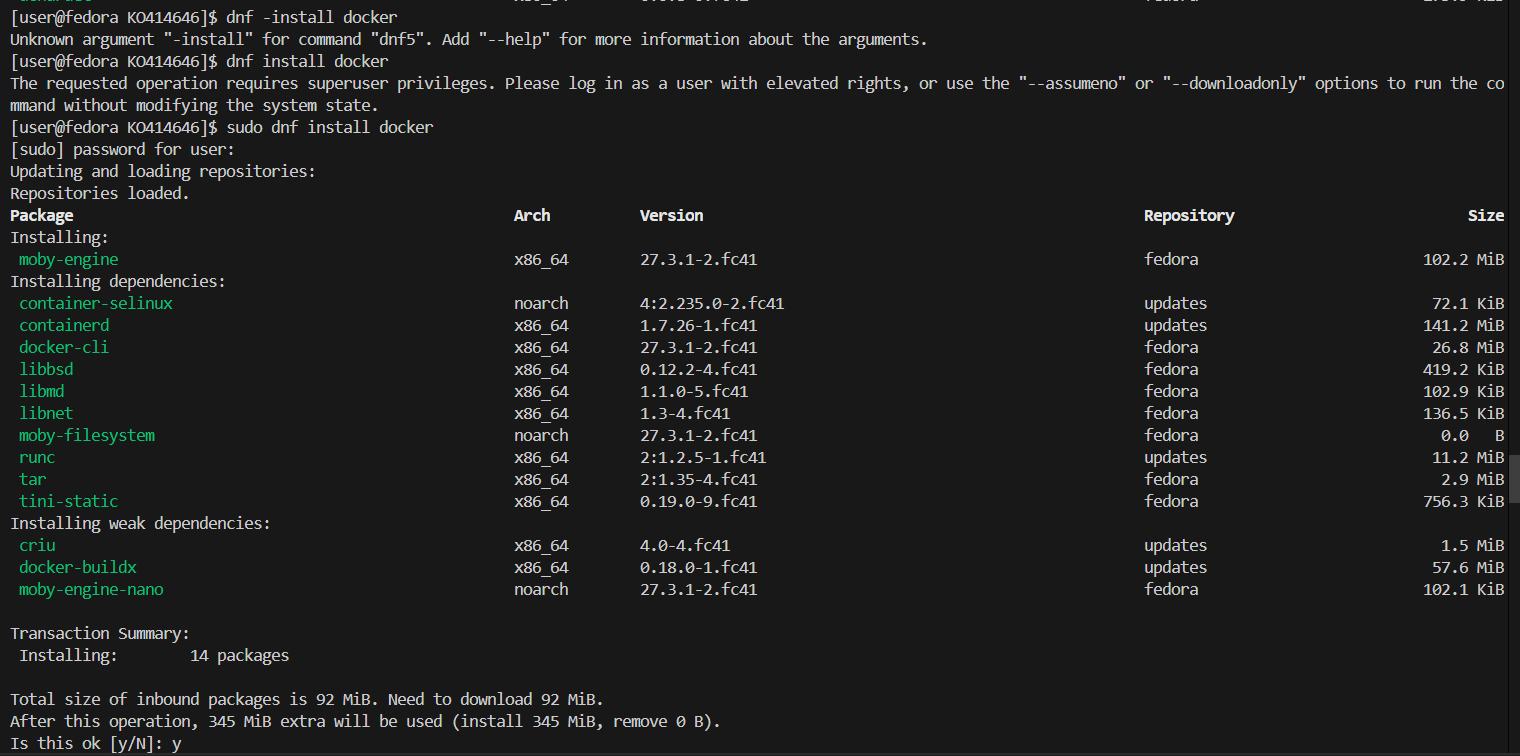 [user@fedora KO414646]$ dnf -install docker
Unknown argument "-install" for command "dnf5". Add "--help" for more information about the arguments.
[user@fedora KO414646]$ dnf install docker
The requested operation requires superuser privileges. Please log in as a user with elevated rights, or use the "--assumeno" or "--downloadonly" options to run the co
mmand without modifying the system state.
[user@fedora KO414646]$ sudo dnf install docker
[sudo] password for user:
Updating and loading repositories:
Repositories loaded.
Package Arch Version Repository Size
Installing:
moby-engine x86_64 27.3.1-2.fc41 fedora 102.2 MiB
Installing dependencies:
container-selinux noarch 4:2.235.0-2.fc41 updates 72.1 KiB
containerd x86_64 1.7.26-1.fc41 updates 141.2 MiB
docker-cli x86_64 27.3.1-2.fc41 fedora 26.8 MiB
libbsd x86_64 0.12.2-4.fc41 fedora 419.2 KiB
libmd x86_64 1.1.0-5.fc41 fedora 102.9 KiB
libnet x86_64 1.3-4.fc41 fedora 136.5 KiB
moby-filesystem noarch 27.3.1-2.fc41 fedora 0.0 B
runc x86_64 2:1.2.5-1.fc41 updates 11.2 MiB
tar x86_64 2:1.35-4.fc41 fedora 2.9 MiB
tini-static x86_64 0.19.0-9.fc41 fedora 756.3 KiB
Installing weak dependencies:
criu x86_64 4.0-4.fc41 updates 1.5 MiB
docker-buildx x86_64 0.18.0-1.fc41 updates 57.6 MiB
moby-engine-nano noarch 27.3.1-2.fc41 fedora 102.1 KiB
Transaction Summary:
Installing: 14 packages
Total size of inbound packages is 92 MiB. Need to download 92 MiB.
After this operation, 345 MiB extra will be used (install 345 MiB, remove 0 B).
Is this ok [y/N]: y